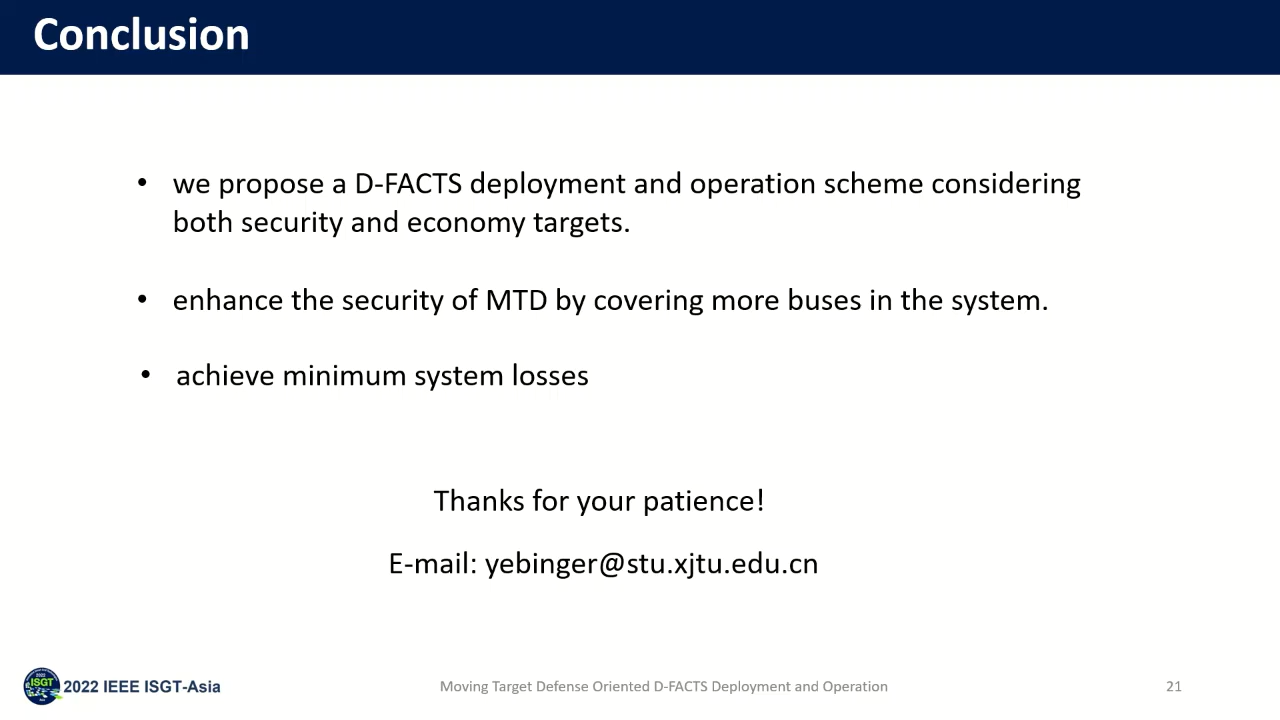 Conclusion
• we propose a D-FACTS deployment and operation scheme considering
both security and economy targets.
• enhance the security of MTD by covering more buses in the system.
• achieve minimum system losses
Thanks for your patience!
E-mail: yebinger@stu.xjtu.edu.cn
2022
ISGT
2022 IEEE ISGT-Asia
Moving Target Defense Oriented D-FACTS Deployment and Operation
21